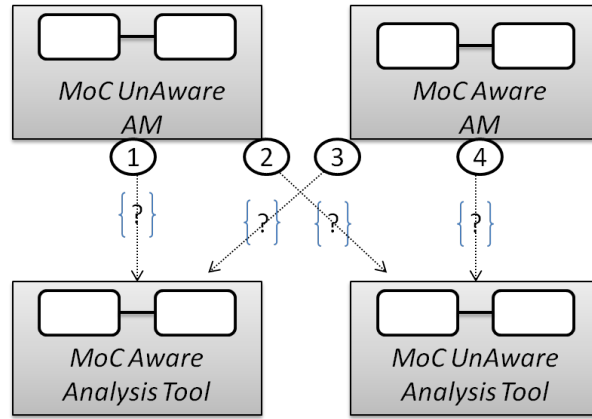 MoC UnAware
AM
MoC Aware
AM
1
2
3
4
{?}
{?}
{?}
{?}
MoC Aware
Analysis Tool
MoC UnAware
Analysis Tool